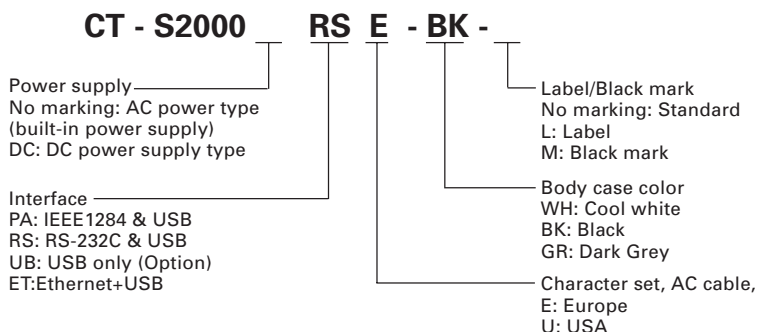 CT - S2000 __ RS E - BK - __
Power supply
No marking: AC power type
(built-in power supply)
DC: DC power supply type
Interface
PA: IEEE1284 & USB
RS: RS-232C & USB
UB: USB only (Option)
ET:Ethernet+USB
Label/Black mark
No marking: Standard
L: Label
M: Black mark
Body case color
WH: Cool white
BK: Black
GR: Dark Grey
Character set, AC cable,
E: Europe
U: USA